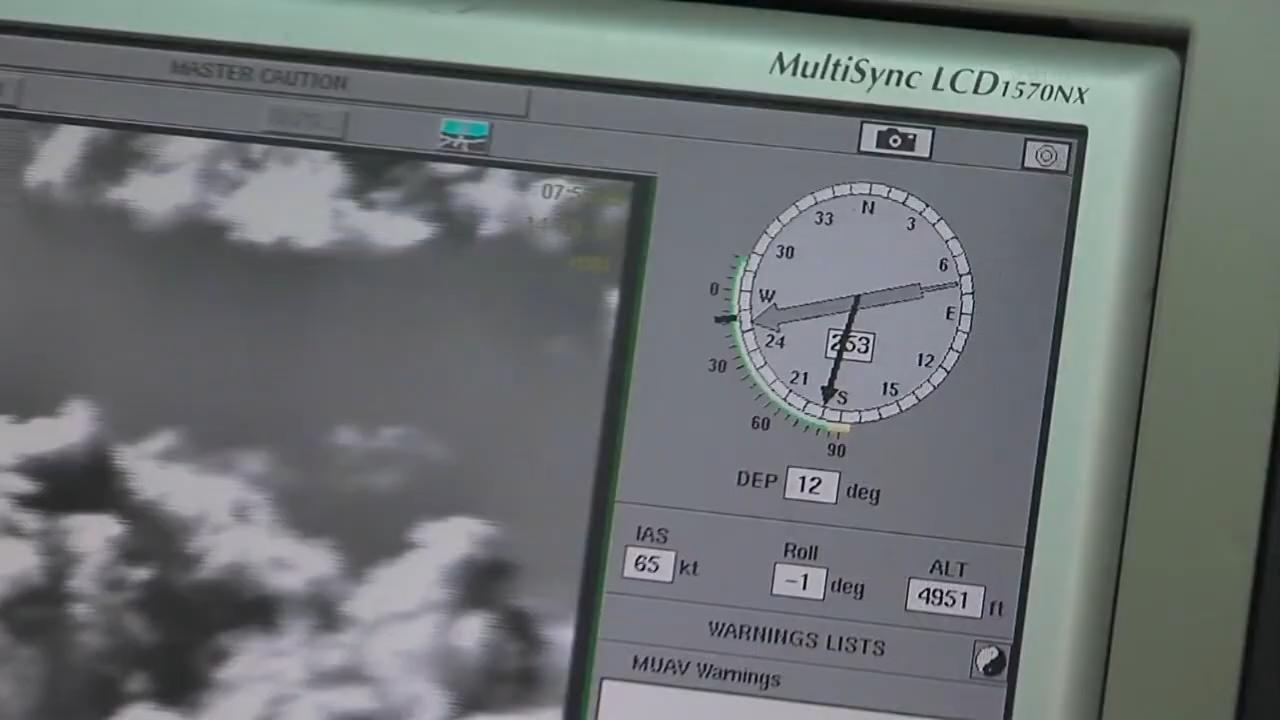 MultiSync LCD1570NX
MASTER CAUTION
N
33
3
30
6
0
W
E
24
253
30
12
21
15
S
60
90
DEP 12 deg
IAS
65 kt
Roll
-1 deg
ALT
4951 ft
WARNINGS LISTS
MUAV Warnings